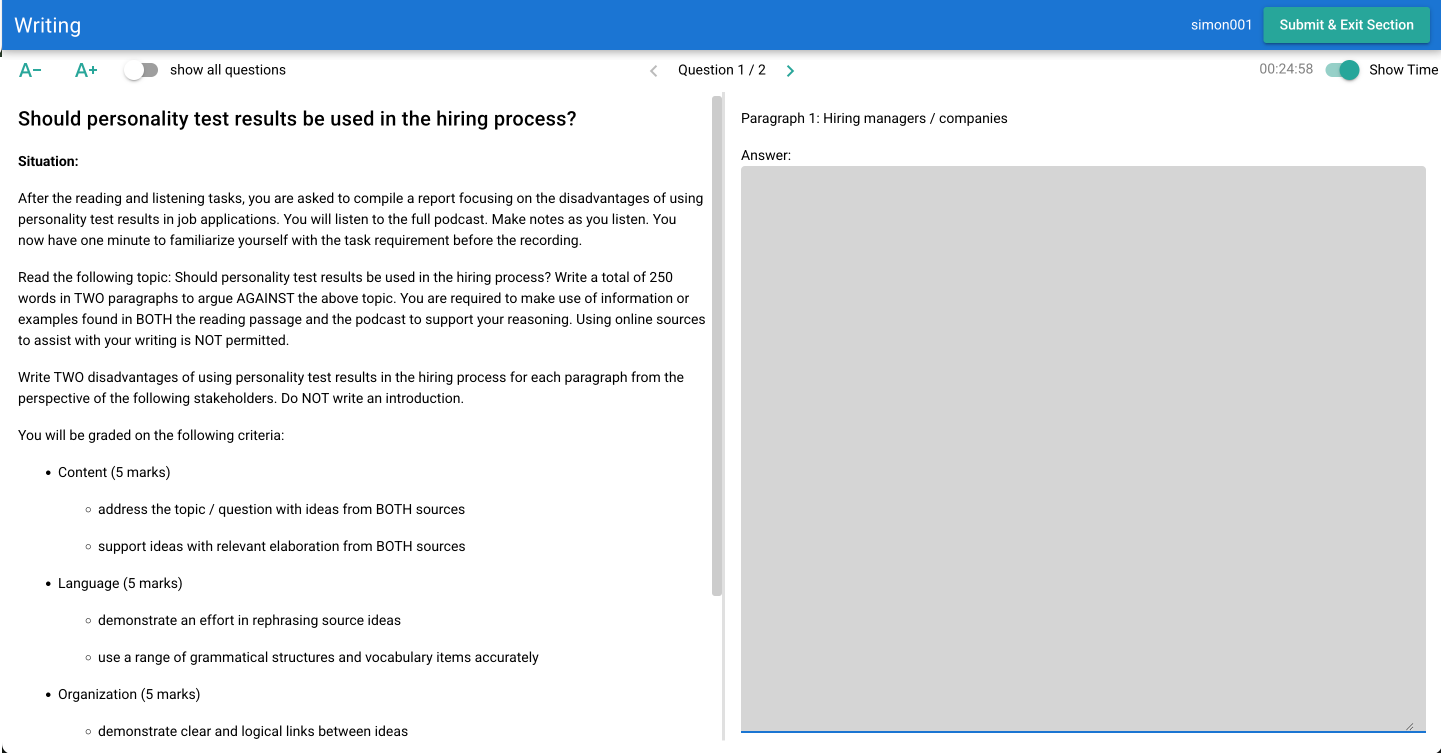 Writing
simon001
Submit & Exit Section
A−
A+
show all questions
Question 1 / 2
00:24:58
Show Time
Should personality test results be used in the hiring process?
Situation:
After the reading and listening tasks, you are asked to compile a report focusing on the disadvantages of using
personality test results in job applications. You will listen to the full podcast. Make notes as you listen. You
now have one minute to familiarize yourself with the task requirement before the recording.
Read the following topic: Should personality test results be used in the hiring process? Write a total of 250
words in TWO paragraphs to argue AGAINST the above topic. You are required to make use of information or
examples found in BOTH the reading passage and the podcast to support your reasoning. Using online sources
to assist with your writing is NOT permitted.
Write TWO disadvantages of using personality test results in the hiring process for each paragraph from the
perspective of the following stakeholders. Do NOT write an introduction.
You will be graded on the following criteria:
• Content (5 marks)
◦ address the topic / question with ideas from BOTH sources
◦ support ideas with relevant elaboration from BOTH sources
• Language (5 marks)
◦ demonstrate an effort in rephrasing source ideas
◦ use a range of grammatical structures and vocabulary items accurately
• Organization (5 marks)
◦ demonstrate clear and logical links between ideas
Paragraph 1: Hiring managers / companies
Answer: